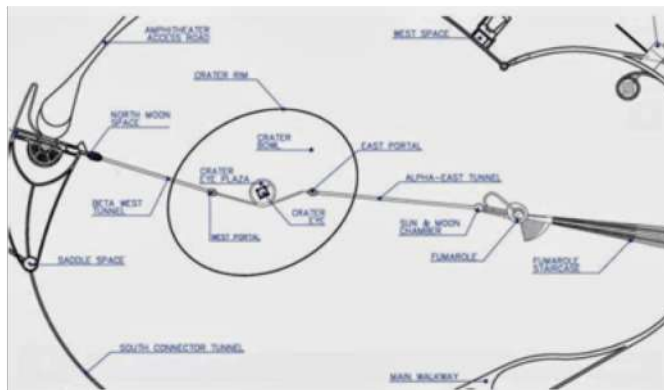 AMPHITHEATER
ACCESS ROAD
WEST SPACE
CRATER RIM
NORTH MOON
SPACE
CRATER
BOWL
EAST PORTAL
CRATER
EYE PLAZA
ALPHA-EAST TUNNEL
BETA WEST
TUNNEL
CRATER
EYE
WEST PORTAL
SUN & MOON
CHAMBER
FUMAROLE
FUMAROLE
STAIRCASE
SADDLE SPACE
SOUTH CONNECTOR TUNNEL
MAIN WALKWAY